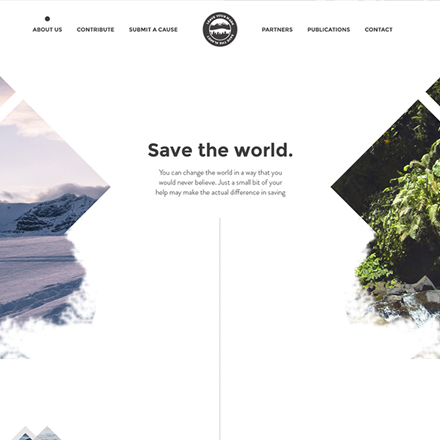 ABOUT US CONTRIBUTE SUBMIT A CAUSE PARTNERS PUBLICATIONS CONTACT
Save the world.
You can change the world in a way that you
would never believe. Just a small bit of your
help may make the actual difference in saving